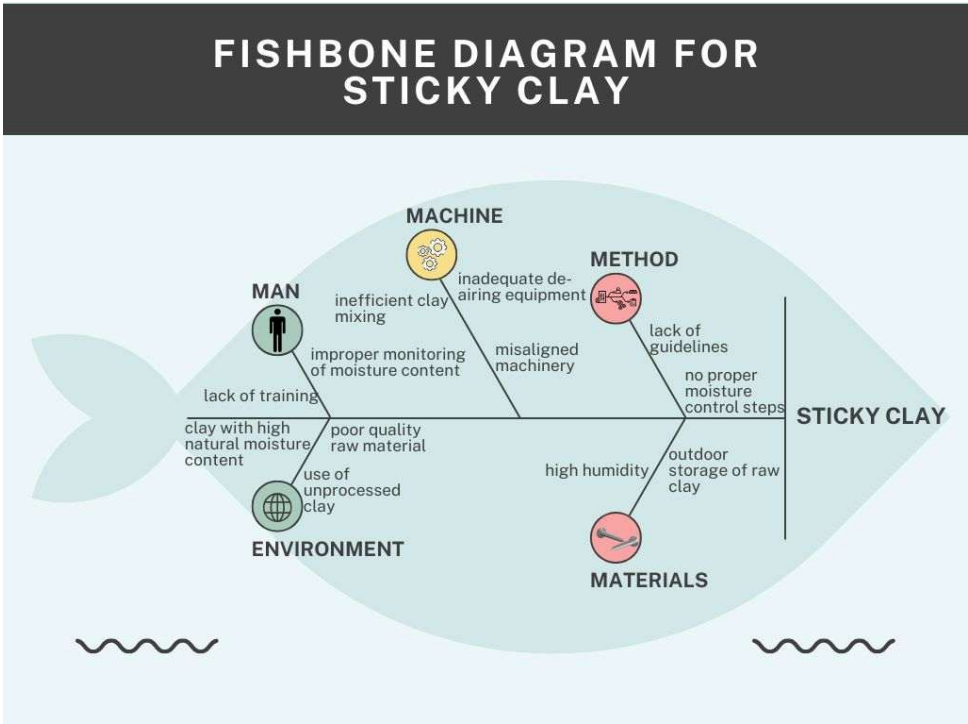 FISHBONE DIAGRAM FOR
STICKY CLAY
MACHINE
inadequate de-
airing equipment
inefficient clay
mixing
misaligned
machinery
METHOD
lack of
guidelines
no proper
moisture
control steps
MAN
improper monitoring
of moisture content
lack of training
STICKY CLAY
clay with high
natural moisture
content
poor quality
raw material
use of
unprocessed
clay
ENVIRONMENT
high humidity
outdoor
storage of raw
clay
MATERIALS